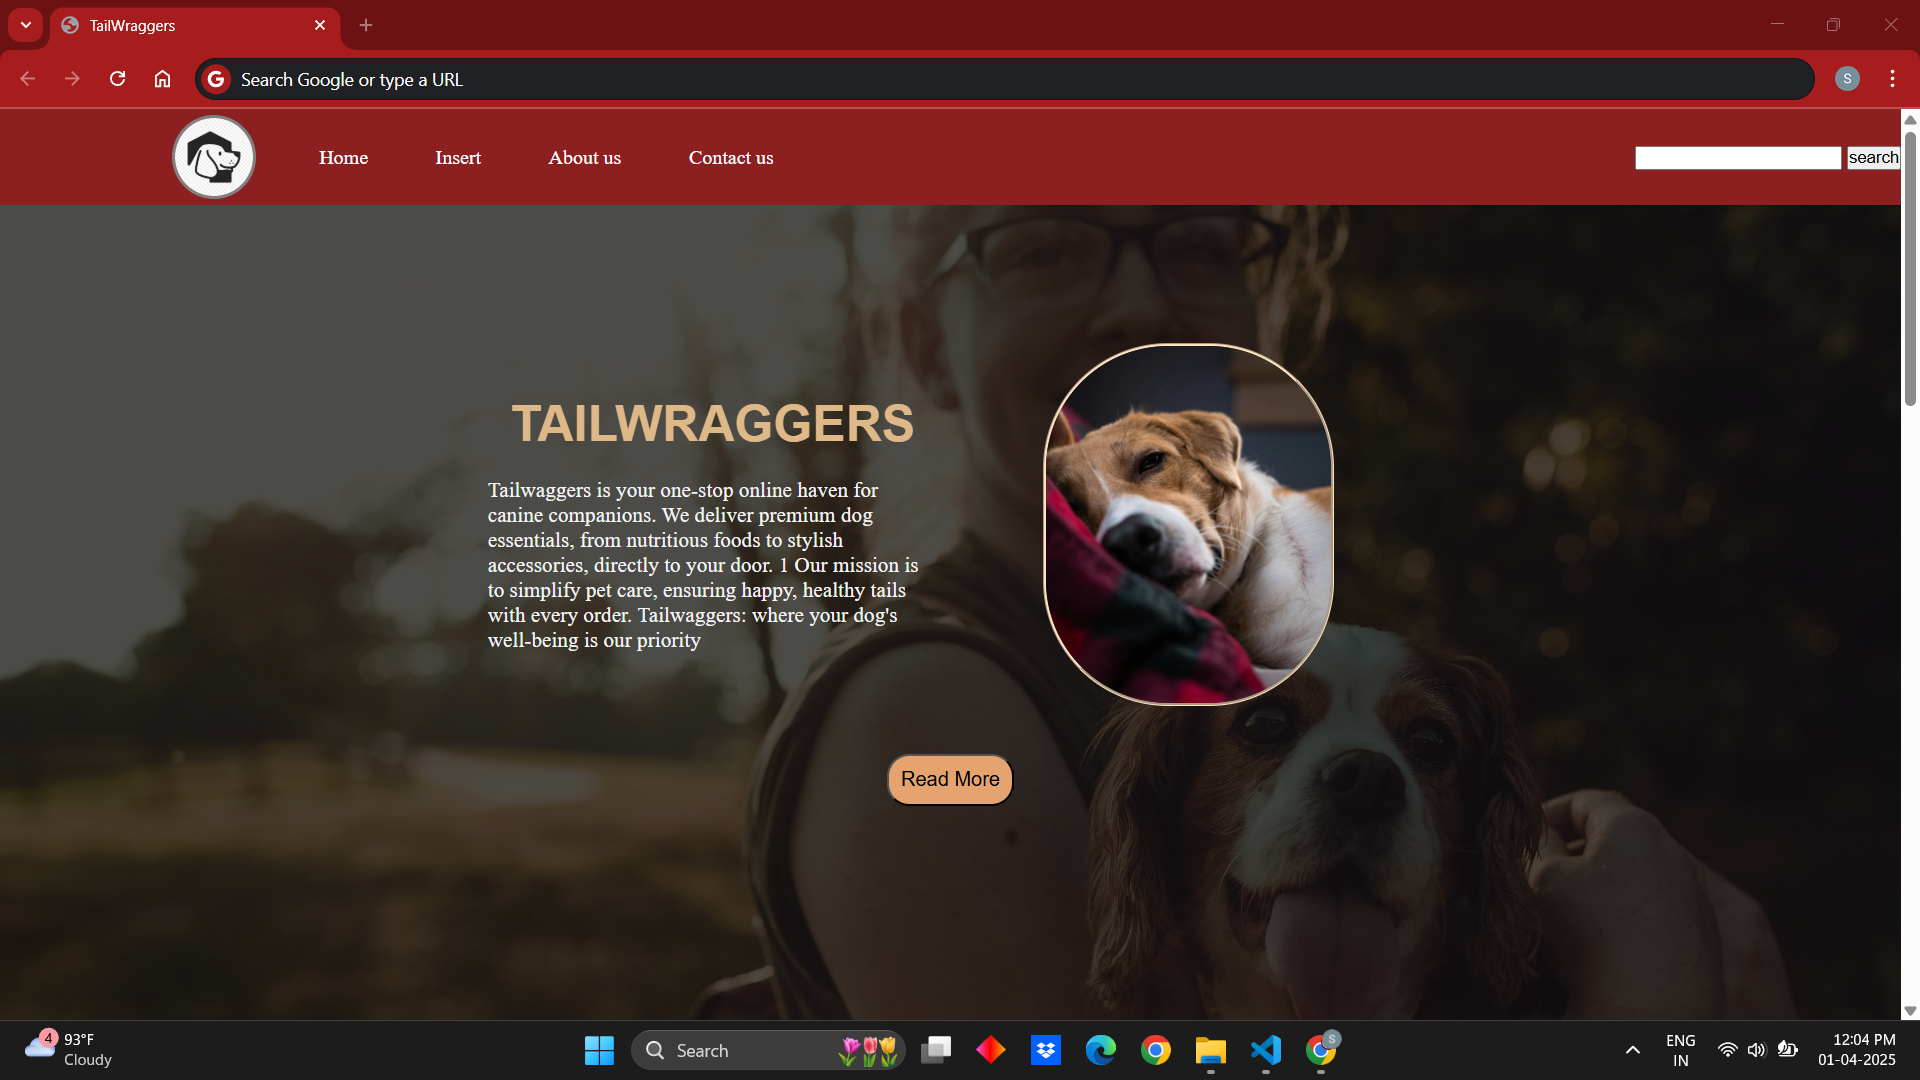 TailWraggers
Search Google or type a URL
S
Home
Insert
About us
Contact us
search
TAILWRAGGERS
Tailwaggers is your one-stop online haven for
canine companions. We deliver premium dog
essentials, from nutritious foods to stylish
accessories, directly to your door. 1 Our mission is
to simplify pet care, ensuring happy, healthy tails
with every order. Tailwaggers: where your dog's
well-being is our priority
Read More
4
93°F
Cloudy
Search
S
ENG
IN
12:04 PM
01-04-2025